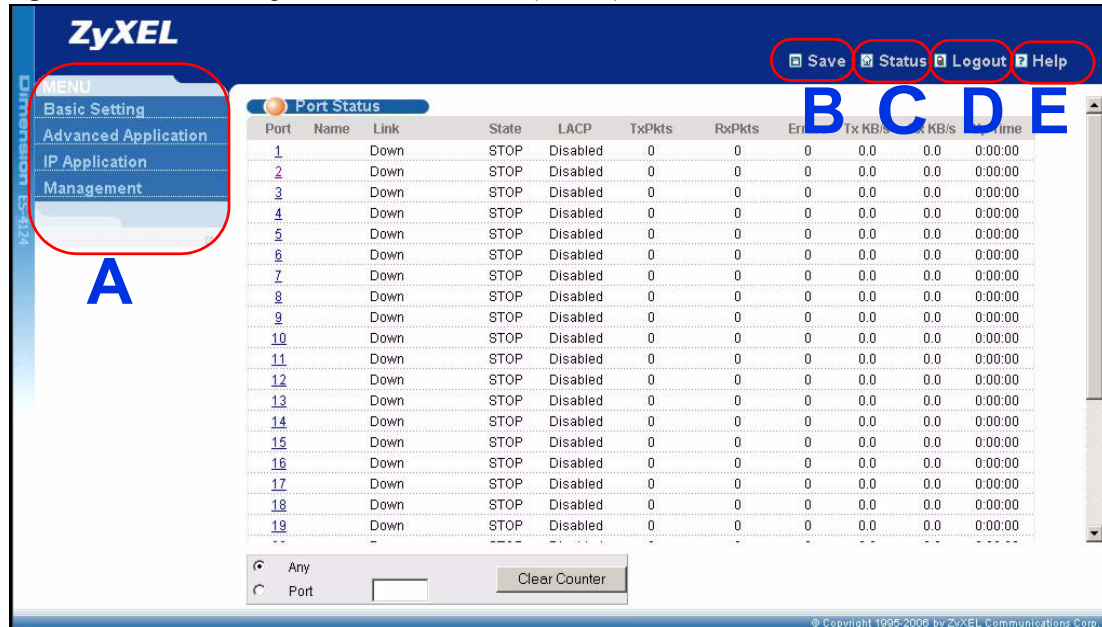 ZyXEL
Save Status Logout Help
B C D E
MENU
Basic Setting
Advanced Application
IP Application
Management
A
Dimension ES-4124
Port Status
Port Name Link State LACP TxPkts RxPkts Tx KB/s KB/s Time
1 Down STOP Disabled 0 0 0 0.0 0.0 0:00:00
2 Down STOP Disabled 0 0 0 0.0 0.0 0:00:00
3 Down STOP Disabled 0 0 0 0.0 0.0 0:00:00
4 Down STOP Disabled 0 0 0 0.0 0.0 0:00:00
5 Down STOP Disabled 0 0 0 0.0 0.0 0:00:00
6 Down STOP Disabled 0 0 0 0.0 0.0 0:00:00
7 Down STOP Disabled 0 0 0 0.0 0.0 0:00:00
8 Down STOP Disabled 0 0 0 0.0 0.0 0:00:00
9 Down STOP Disabled 0 0 0 0.0 0.0 0:00:00
10 Down STOP Disabled 0 0 0 0.0 0.0 0:00:00
11 Down STOP Disabled 0 0 0 0.0 0.0 0:00:00
12 Down STOP Disabled 0 0 0 0.0 0.0 0:00:00
13 Down STOP Disabled 0 0 0 0.0 0.0 0:00:00
14 Down STOP Disabled 0 0 0 0.0 0.0 0:00:00
15 Down STOP Disabled 0 0 0 0.0 0.0 0:00:00
16 Down STOP Disabled 0 0 0 0.0 0.0 0:00:00
17 Down STOP Disabled 0 0 0 0.0 0.0 0:00:00
18 Down STOP Disabled 0 0 0 0.0 0.0 0:00:00
19 Down STOP Disabled 0 0 0 0.0 0.0 0:00:00
Any
Port
Clear Counter
© Copyright 1995-2006 by ZyXEL Communications Corp.